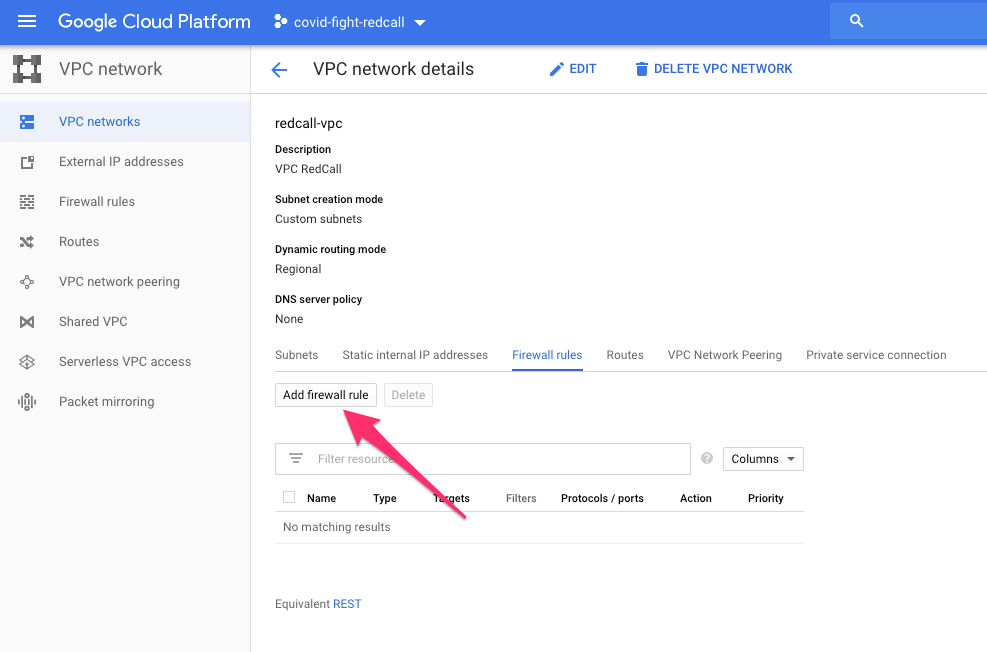 Google Cloud Platform
covid-fight-redcall
VPC network
VPC network details
EDIT
DELETE VPC NETWORK
VPC networks
External IP addresses
Firewall rules
Routes
VPC network peering
Shared VPC
Serverless VPC access
Packet mirroring
redcall-vpc
Description
VPC RedCall
Subnet creation mode
Custom subnets
Dynamic routing mode
Regional
DNS server policy
None
Subnets Static internal IP addresses Firewall rules Routes VPC Network Peering Private service connection
Add firewall rule Delete
Filter resources
Columns
Name Type Targets Filters Protocols / ports Action Priority
No matching results
Equivalent REST